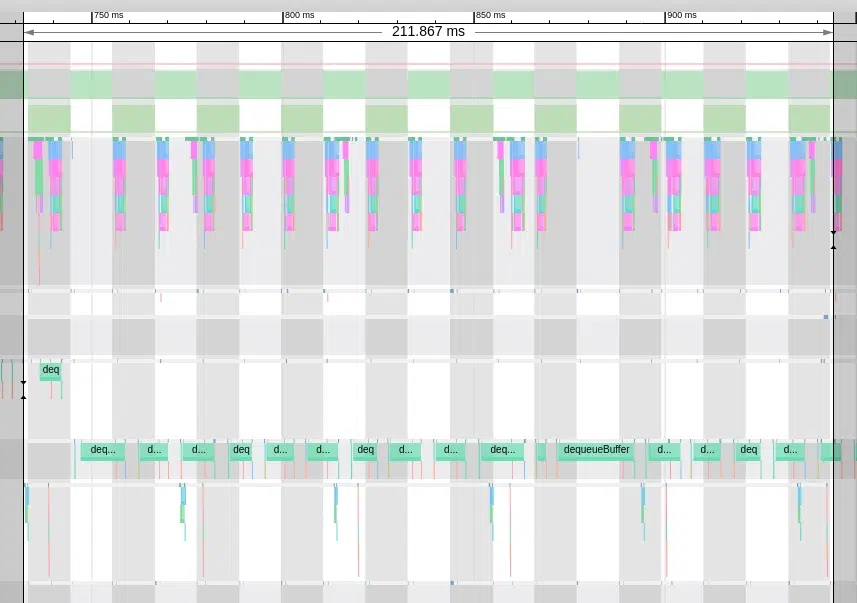 750 ms 800 ms 850 ms 900 ms
211.867 ms
deq
deq... d... d... deq d... d... deq d... d... deq... dequeueBuffer d... d... deq d...